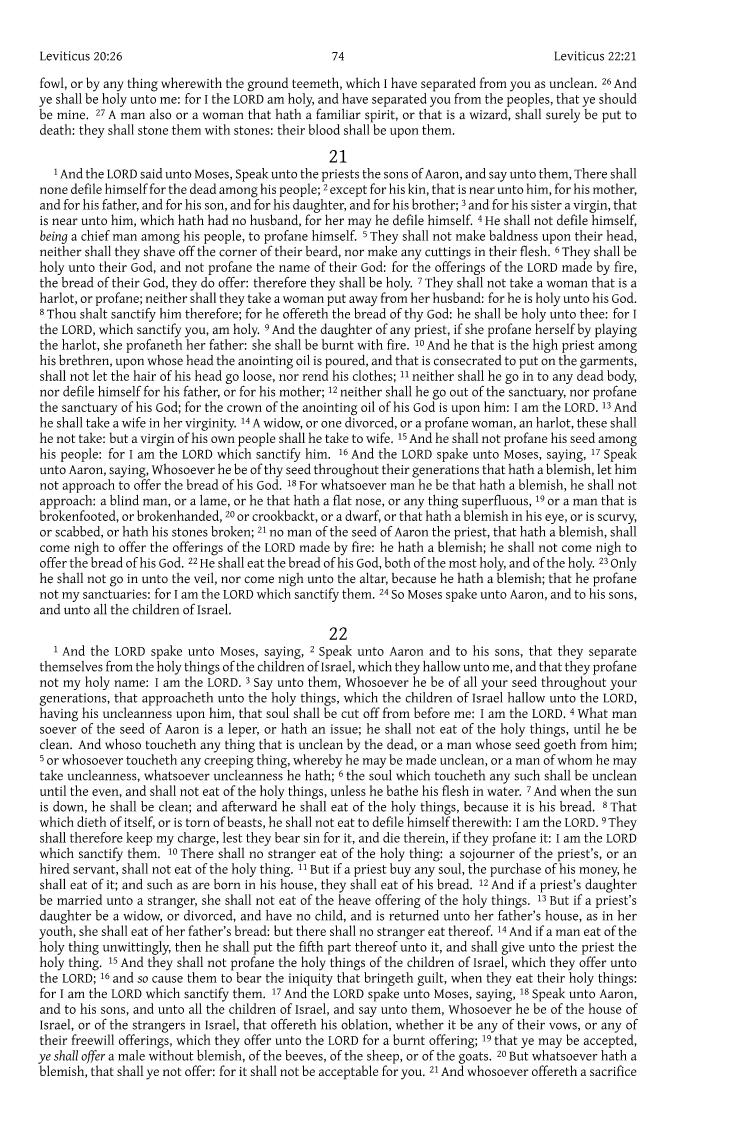 Leviticus 20:26 74 Leviticus 22:21
fowl, or by any thing wherewith the ground teemeth, which I have separated from you as unclean. 26 And
ye shall be holy unto me: for I the LORD am holy, and have separated you from the peoples, that ye should
be mine. 27 A man also or a woman that hath a familiar spirit, or that is a wizard, shall surely be put to
death: they shall stone them with stones: their blood shall be upon them.
21
1 And the LORD said unto Moses, Speak unto the priests the sons of Aaron, and say unto them, There shall
none defile himself for the dead among his people; 2 except for his kin, that is near unto him, for his mother,
and for his father, and for his son, and for his daughter, and for his brother; 3 and for his sister a virgin, that
is near unto him, which hath had no husband, for her may he defile himself. 4 He shall not defile himself,
being a chief man among his people, to profane himself. 5 They shall not make baldness upon their head,
neither shall they shave off the corner of their beard, nor make any cuttings in their flesh. 6 They shall be
holy unto their God, and not profane the name of their God: for the offerings of the LORD made by fire,
the bread of their God, they do offer: therefore they shall be holy. 7 They shall not take a woman that is a
harlot, or profane; neither shall they take a woman put away from her husband: for he is holy unto his God.
8 Thou shalt sanctify him therefore; for he offereth the bread of thy God: he shall be holy unto thee: for I
the LORD, which sanctify you, am holy. 9 And the daughter of any priest, if she profane herself by playing
the harlot, she profaneth her father: she shall be burnt with fire. 10 And he that is the high priest among
his brethren, upon whose head the anointing oil is poured, and that is consecrated to put on the garments,
shall not let the hair of his head go loose, nor rend his clothes; 11 neither shall he go in to any dead body,
nor defile himself for his father, or for his mother; 12 neither shall he go out of the sanctuary, nor profane
the sanctuary of his God; for the crown of the anointing oil of his God is upon him: I am the LORD. 13 And
he shall take a wife in her virginity. 14 A widow, or one divorced, or a profane woman, an harlot, these shall
he not take: but a virgin of his own people shall he take to wife. 15 And he shall not profane his seed among
his people: for I am the LORD which sanctify him. 16 And the LORD spake unto Moses, saying, 17 Speak
unto Aaron, saying, Whosoever he be of thy seed throughout their generations that hath a blemish, let him
not approach to offer the bread of his God. 18 For whatsoever man he be that hath a blemish, he shall not
approach: a blind man, or a lame, or he that hath a flat nose, or any thing superfluous, 19 or a man that is
brokenfooted, or brokenhanded, 20 or crookbackt, or a dwarf, or that hath a blemish in his eye, or is scurvy,
or scabbed, or hath his stones broken; 21 no man of the seed of Aaron the priest, that hath a blemish, shall
come nigh to offer the offerings of the LORD made by fire: he hath a blemish; he shall not come nigh to
offer the bread of his God. 22 He shall eat the bread of his God, both of the most holy, and of the holy. 23 Only
he shall not go in unto the veil, nor come nigh unto the altar, because he hath a blemish; that he profane
not my sanctuaries: for I am the LORD which sanctify them. 24 So Moses spake unto Aaron, and to his sons,
and unto all the children of Israel.
22
1 And the LORD spake unto Moses, saying, 2 Speak unto Aaron and to his sons, that they separate
themselves from the holy things of the children of Israel, which they hallow unto me, and that they profane
not my holy name: I am the LORD. 3 Say unto them, Whosoever he be of all your seed throughout your
generations, that approacheth unto the holy things, which the children of Israel hallow unto the LORD,
having his uncleanness upon him, that soul shall be cut off from before me: I am the LORD. 4 What man
soever of the seed of Aaron is a leper, or hath an issue; he shall not eat of the holy things, until he be
clean. And whoso toucheth any thing that is unclean by the dead, or a man whose seed goeth from him;
5 or whosoever toucheth any creeping thing, whereby he may be made unclean, or a man of whom he may
take uncleanness, whatsoever uncleanness he hath; 6 the soul which toucheth any such shall be unclean
until the even, and shall not eat of the holy things, unless he bathe his flesh in water. 7 And when the sun
is down, he shall be clean; and afterward he shall eat of the holy things, because it is his bread. 8 That
which dieth of itself, or is torn of beasts, he shall not eat to defile himself therewith: I am the LORD. 9 They
shall therefore keep my charge, lest they bear sin for it, and die therein, if they profane it: I am the LORD
which sanctify them. 10 There shall no stranger eat of the holy thing: a sojourner of the priest's, or an
hired servant, shall not eat of the holy thing. 11 But if a priest buy any soul, the purchase of his money, he
shall eat of it; and such as are born in his house, they shall eat of his bread. 12 And if a priest's daughter
be married unto a stranger, she shall not eat of the heave offering of the holy things. 13 But if a priest's
daughter be a widow, or divorced, and have no child, and is returned unto her father's house, as in her
youth, she shall eat of her father's bread: but there shall no stranger eat thereof. 14 And if a man eat of the
holy thing unwittingly, then he shall put the fifth part thereof unto it, and shall give unto the priest the
holy thing. 15 And they shall not profane the holy things of the children of Israel, which they offer unto
the LORD; 16 and so cause them to bear the iniquity that bringeth guilt, when they eat their holy things:
for I am the LORD which sanctify them. 17 And the LORD spake unto Moses, saying, 18 Speak unto Aaron,
and to his sons, and unto all the children of Israel, and say unto them, Whosoever he be of the house of
Israel, or of the strangers in Israel, that offereth his oblation, whether it be any of their vows, or any of
their freewill offerings, which they offer unto the LORD for a burnt offering; 19 that ye may be accepted,
ye shall offer a male without blemish, of the beeves, of the sheep, or of the goats. 20 But whatsoever hath a
blemish, that shall ye not offer: for it shall not be acceptable for you. 21 And whosoever offereth a sacrifice